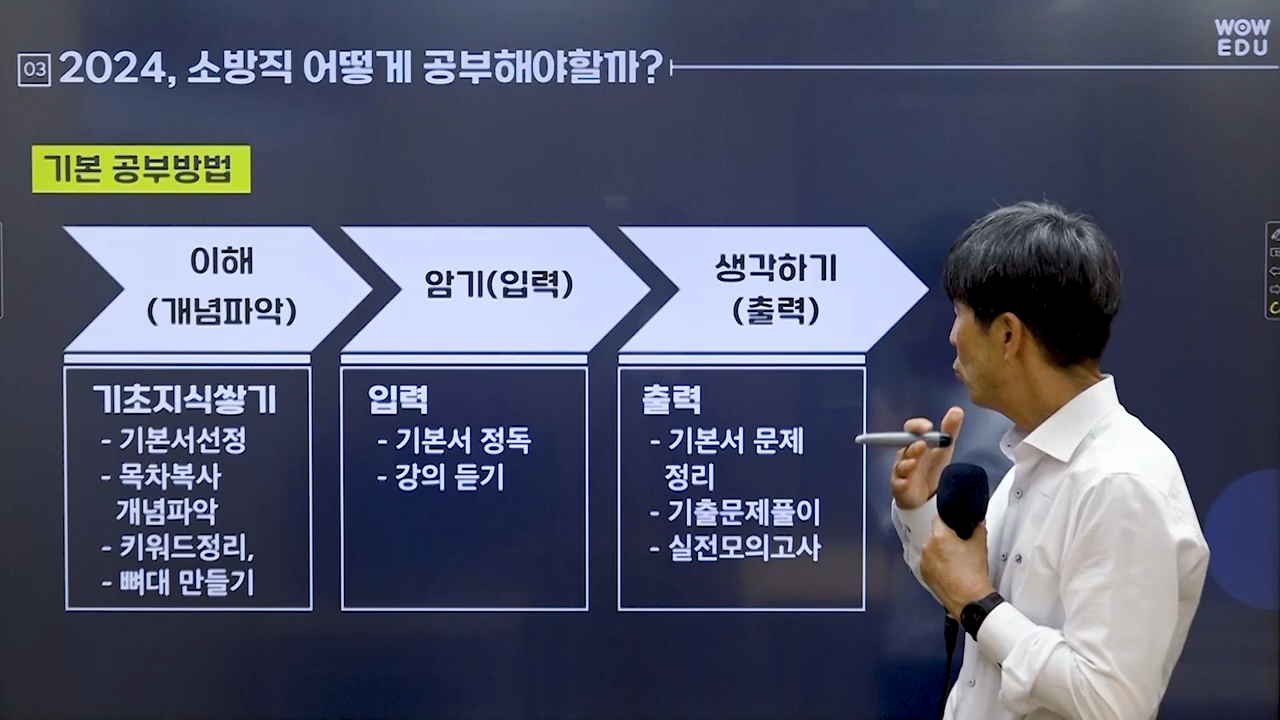 WOW
EDU
03
2024, 소방직 어떻게 공부해야할까?
기본 공부방법
이해
(개념파악)
암기(입력)
생각하기
(출력)
기초지식쌓기
- 기본서선정
- 목차복사
개념파악
- 키워드정리,
- 뼈대 만들기
입력
- 기본서 정독
- 강의 듣기
출력
- 기본서 문제
정리
- 기출문제풀이
- 실전모의고사